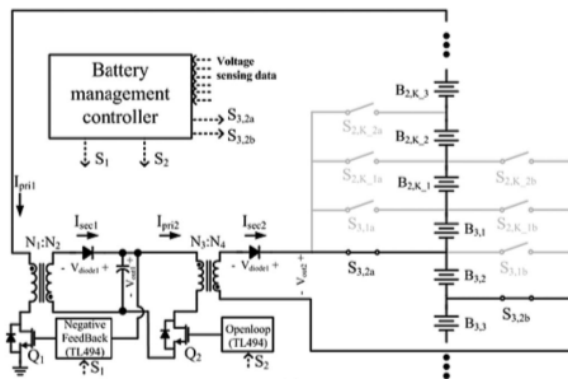 Battery
management
controller
Voltage
sensing data
S3,2a
S3,2b
S1
S2
B2,K_3
S2,K_2a
B2,K_2
S2,K_1a
S2,K_2b
B2,K_1
S3,1a
S2,K_1b
B3,1
S3,1b
S3,2a
B3,2
S3,2b
B3,3
Ipri1
N1:N2
Isec1
- Vdiode1 +
- Vout1 +
Ipri2
N3:N4
Isec2
- Vdiode1 +
- Vout2 +
Q1
Negative
FeedBack
(TL494)
S1
Q2
Openloop
(TL494)
S2